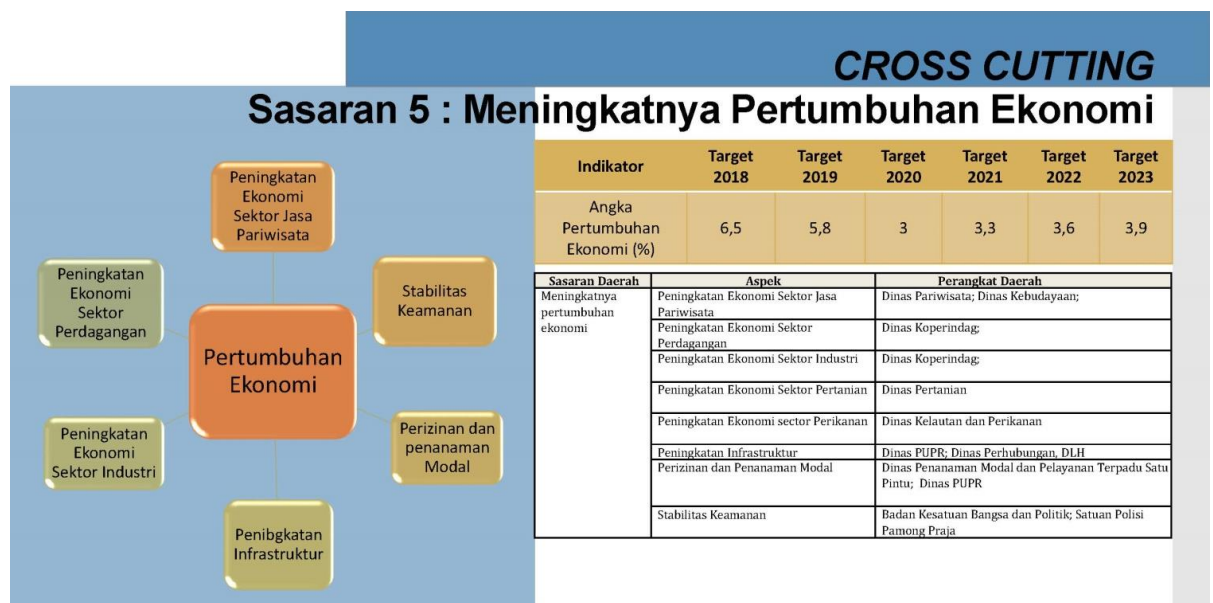 CROSS CUTTING
Sasaran 5 : Meningkatnya Pertumbuhan Ekonomi
Peningkatan
Ekonomi
Sektor Jasa
Pariwisata
Stabilitas
Keamanan
Perizinan dan
penanaman
Modal
Penibgkatan
Infrastruktur
Peningkatan
Ekonomi
Sektor Industri
Peningkatan
Ekonomi
Sektor
Perdagangan
Pertumbuhan
Ekonomi
Indikator Target 2018 Target 2019 Target 2020 Target 2021 Target 2022 Target 2023
Angka Pertumbuhan Ekonomi (%) 6,5 5,8 3 3,3 3,6 3,9
Sasaran Daerah Aspek Perangkat Daerah
Meningkatnya pertumbuhan ekonomi
Peningkatan Ekonomi Sektor Jasa Pariwisata Dinas Pariwisata; Dinas Kebudayaan;
Peningkatan Ekonomi Sektor Perdagangan Dinas Koperindag;
Peningkatan Ekonomi Sektor Industri Dinas Koperindag;
Peningkatan Ekonomi Sektor Pertanian Dinas Pertanian
Peningkatan Ekonomi sector Perikanan Dinas Kelautan dan Perikanan
Peningkatan Infrastruktur Dinas PUPR; Dinas Perhubungan, DLH
Perizinan dan Penanaman Modal Dinas Penanaman Modal dan Pelayanan Terpadu Satu Pintu; Dinas PUPR
Stabilitas Keamanan Badan Kesatuan Bangsa dan Politik; Satuan Polisi Pamong Praja